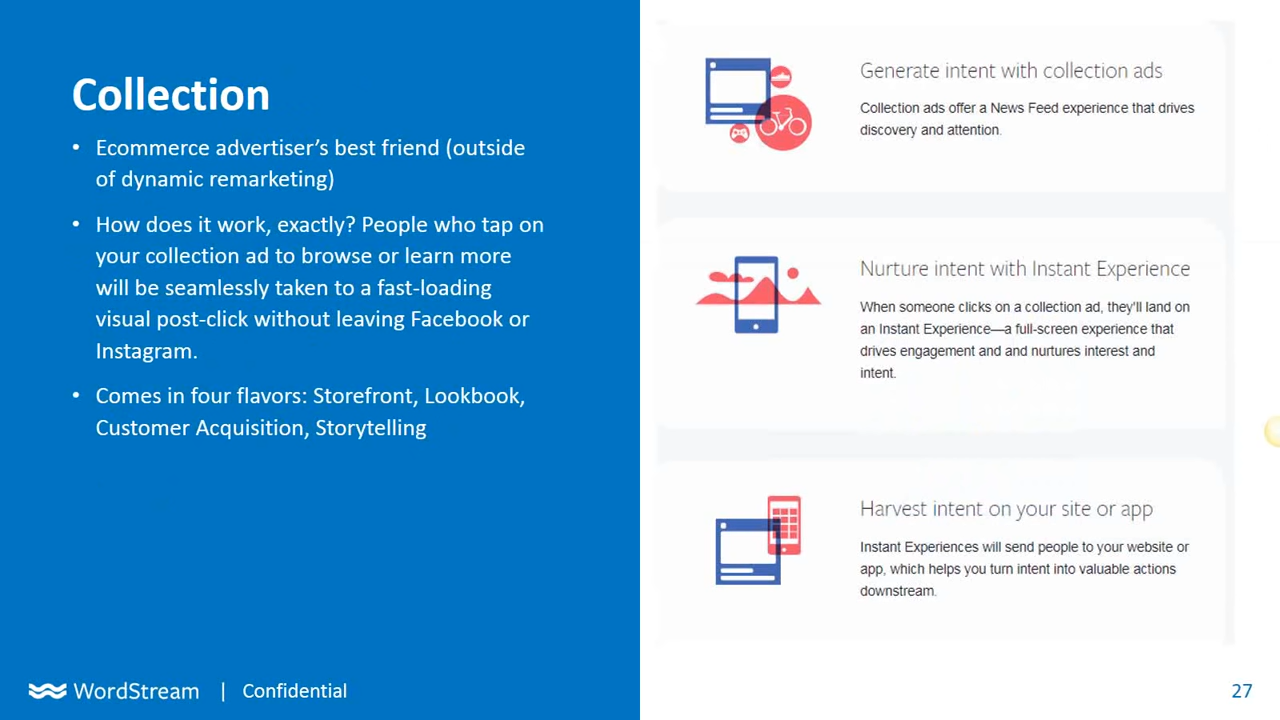 Collection
• Ecommerce advertiser’s best friend (outside
of dynamic remarketing)
• How does it work, exactly? People who tap on
your collection ad to browse or learn more
will be seamlessly taken to a fast-loading
visual post-click without leaving Facebook or
Instagram.
• Comes in four flavors: Storefront, Lookbook,
Customer Acquisition, Storytelling
Generate intent with collection ads
Collection ads offer a News Feed experience that drives
discovery and attention.
Nurture intent with Instant Experience
When someone clicks on a collection ad, they'll land on
an Instant Experience—a full-screen experience that
drives engagement and and nurtures interest and
intent.
Harvest intent on your site or app
Instant Experiences will send people to your website or
app, which helps you turn intent into valuable actions
downstream.
WordStream | Confidential
27